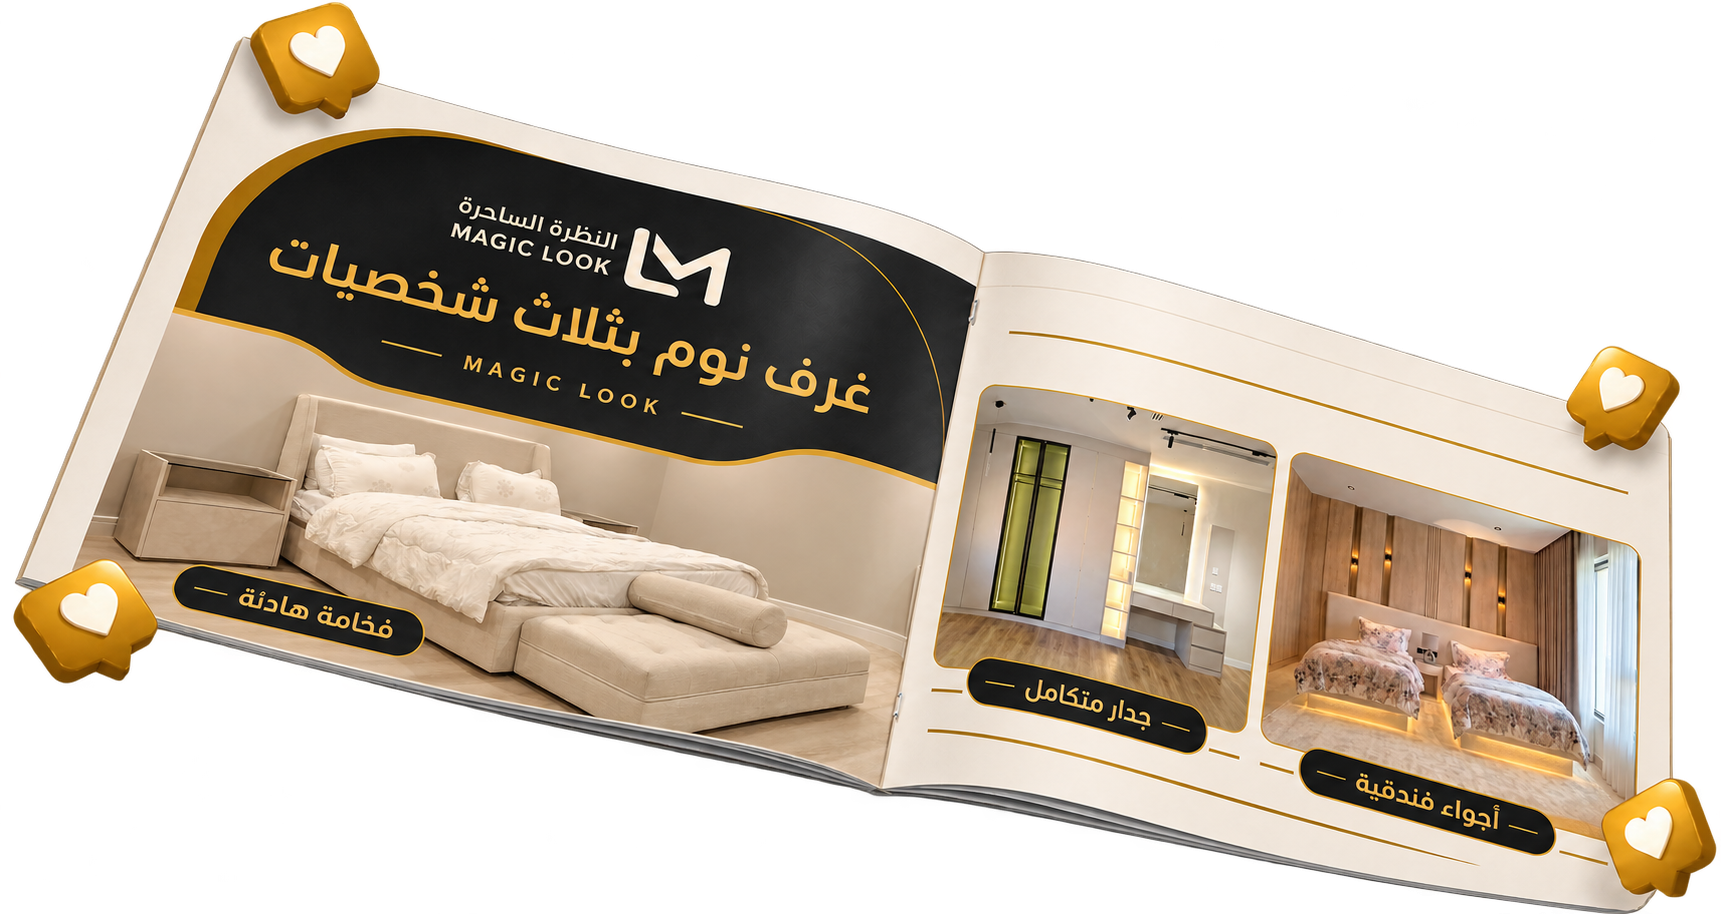 النظرة الساحرة
MAGIC LOOK
غرف نوم بثلاث شخصيات
MAGIC LOOK
فخامة هادئة
جدار متكامل
أجواء فندقية